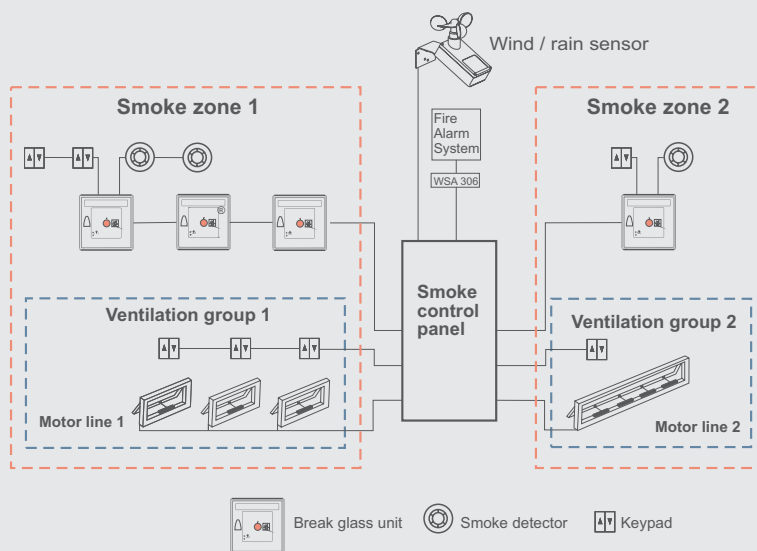 Wind / rain sensor
Smoke zone 1
Smoke zone 2
Fire
Alarm
System
WSA 306
Smoke
control
panel
Ventilation group 1
Ventilation group 2
Motor line 1
Motor line 2
Break glass unit
Smoke detector
Keypad